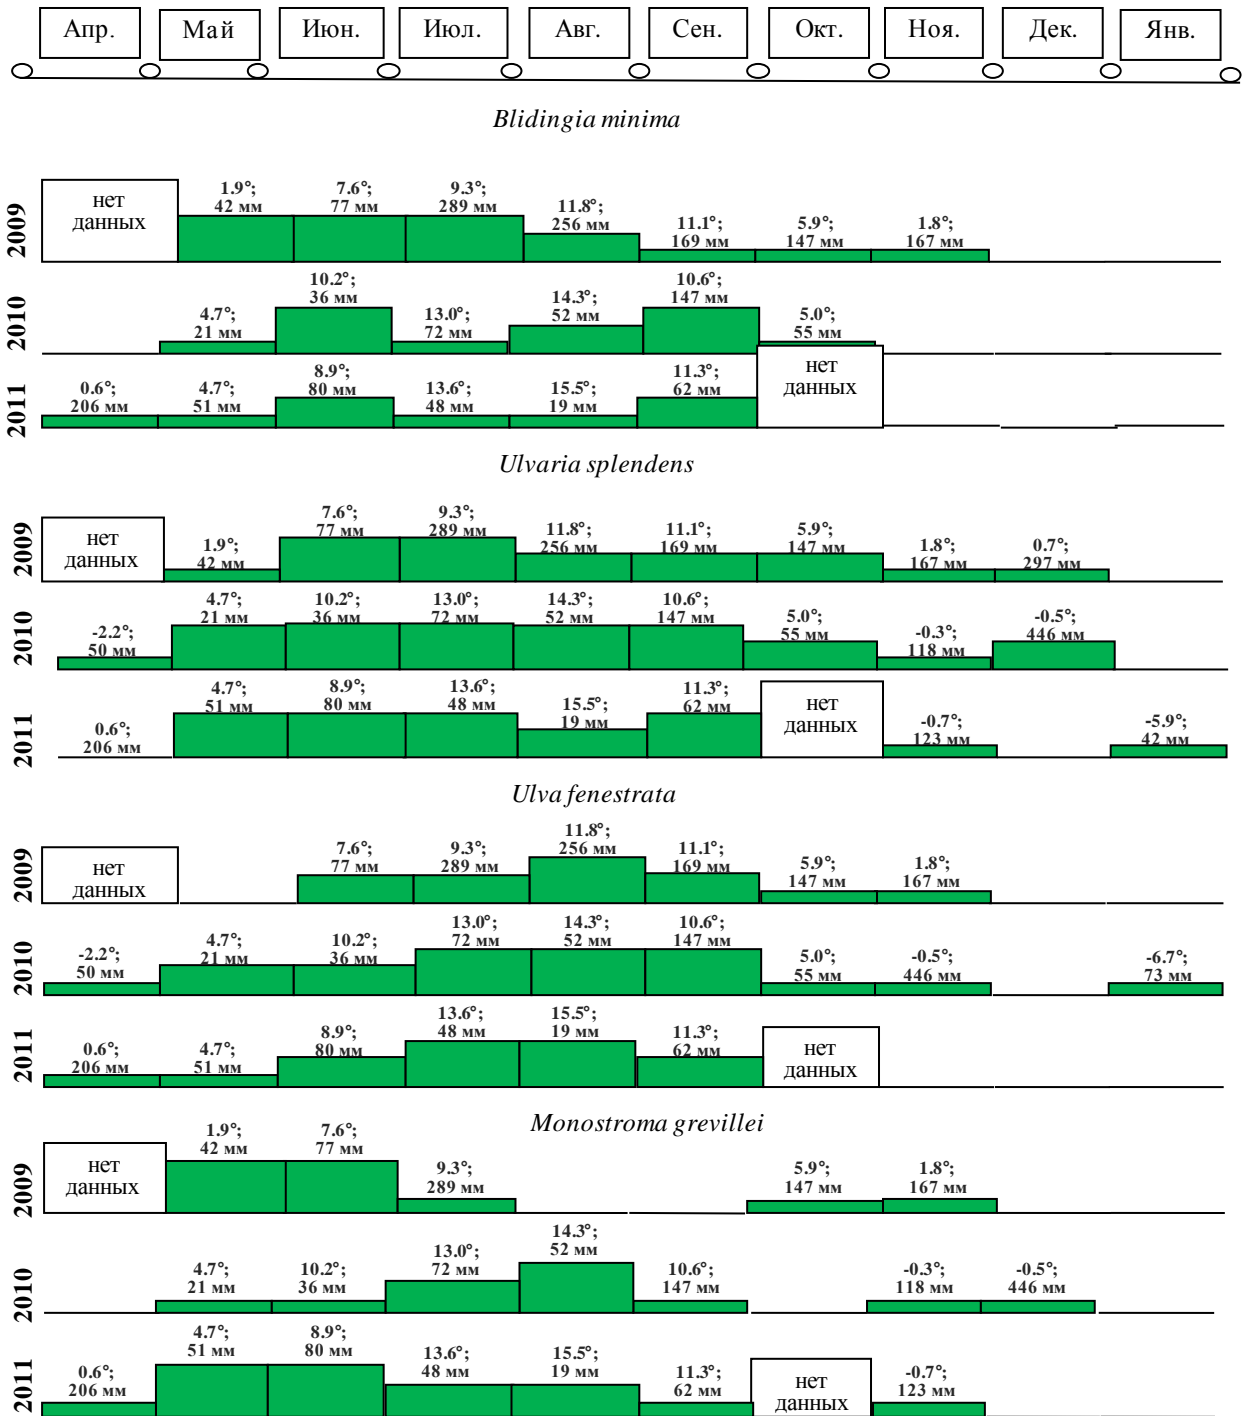 Апр. Май Июн. Июл. Авг. Сен. Окт. Ноя. Дек. Янв.
Blidingia minima
2009
нет
данных
1.9°;
42 мм
7.6°;
77 мм
9.3°;
289 мм
11.8°;
256 мм
11.1°;
169 мм
5.9°;
147 мм
1.8°;
167 мм
2010
4.7°;
21 мм
10.2°;
36 мм
13.0°;
72 мм
14.3°;
52 мм
10.6°;
147 мм
5.0°;
55 мм
2011
0.6°;
206 мм
4.7°;
51 мм
8.9°;
80 мм
13.6°;
48 мм
15.5°;
19 мм
11.3°;
62 мм
нет
данных
Ulvaria splendens
2009
нет
данных
1.9°;
42 мм
7.6°;
77 мм
9.3°;
289 мм
11.8°;
256 мм
11.1°;
169 мм
5.9°;
147 мм
1.8°;
167 мм
0.7°;
297 мм
2010
-2.2°;
50 мм
4.7°;
21 мм
10.2°;
36 мм
13.0°;
72 мм
14.3°;
52 мм
10.6°;
147 мм
5.0°;
55 мм
-0.3°;
118 мм
-0.5°;
446 мм
2011
0.6°;
206 мм
4.7°;
51 мм
8.9°;
80 мм
13.6°;
48 мм
15.5°;
19 мм
11.3°;
62 мм
нет
данных
-0.7°;
123 мм
-5.9°;
42 мм
Ulva fenestrata
2009
нет
данных
7.6°;
77 мм
9.3°;
289 мм
11.8°;
256 мм
11.1°;
169 мм
5.9°;
147 мм
1.8°;
167 мм
2010
-2.2°;
50 мм
4.7°;
21 мм
10.2°;
36 мм
13.0°;
72 мм
14.3°;
52 мм
10.6°;
147 мм
5.0°;
55 мм
-0.5°;
446 мм
-6.7°;
73 мм
2011
0.6°;
206 мм
4.7°;
51 мм
8.9°;
80 мм
13.6°;
48 мм
15.5°;
19 мм
11.3°;
62 мм
нет
данных
Monostroma grevillei
2009
нет
данных
1.9°;
42 мм
7.6°;
77 мм
9.3°;
289 мм
5.9°;
147 мм
1.8°;
167 мм
2010
4.7°;
21 мм
10.2°;
36 мм
13.0°;
72 мм
14.3°;
52 мм
10.6°;
147 мм
-0.3°;
118 мм
-0.5°;
446 мм
2011
0.6°;
206 мм
4.7°;
51 мм
8.9°;
80 мм
13.6°;
48 мм
15.5°;
19 мм
11.3°;
62 мм
нет
данных
-0.7°;
123 мм